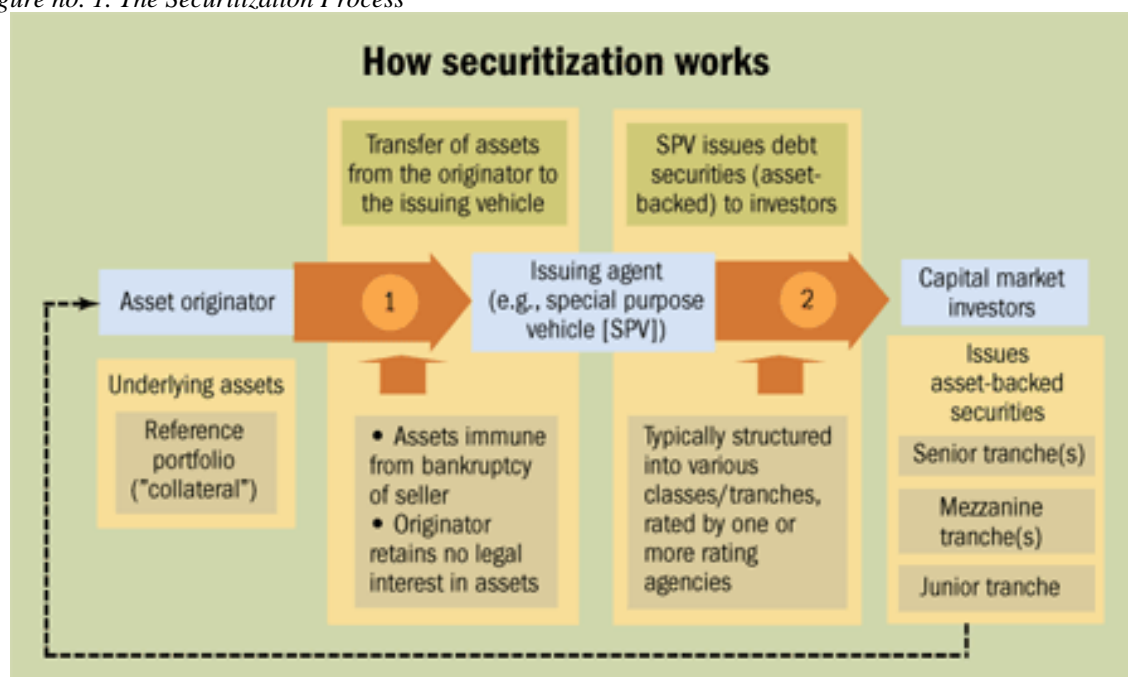 gure no. 1. The Securitization Process
How securitization works
Transfer of assets
from the originator to
the issuing vehicle
SPV issues debt
securities (asset-
backed) to investors
Asset originator
1
Issuing agent
(e.g., special purpose
vehicle [SPV])
2
Capital market
investors
Underlying assets
Reference
portfolio
("collateral")
• Assets immune
from bankruptcy
of seller
• Originator
retains no legal
interest in assets
Typically structured
into various
classes/tranches,
rated by one or
more rating
agencies
Issues
asset-backed
securities
Senior tranche(s)
Mezzanine
tranche(s)
Junior tranche